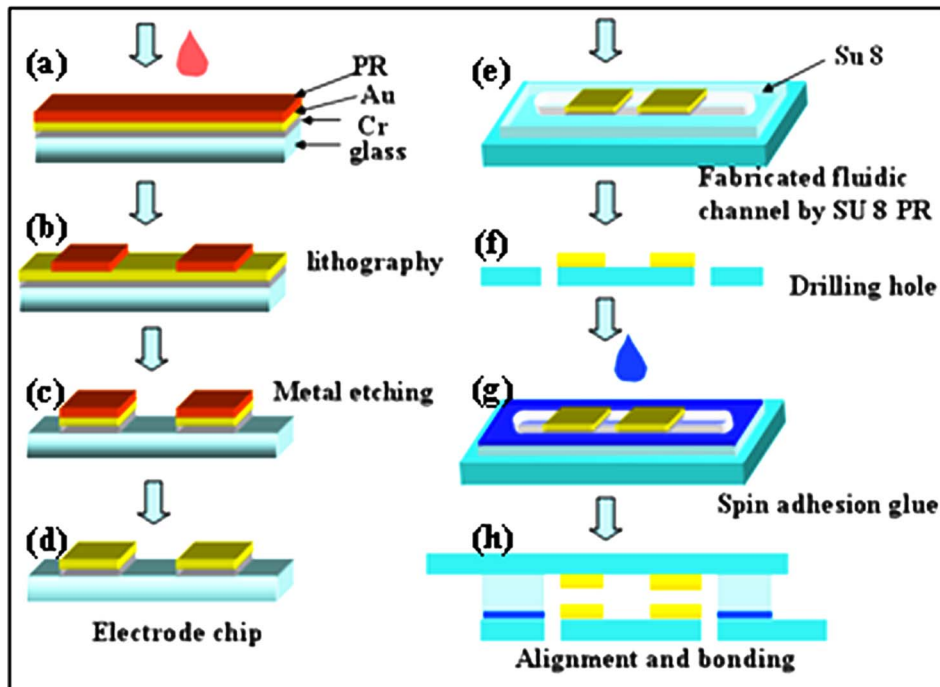 (a)
PR
Au
Cr
glass
(b)
lithography
(c)
Metal etching
(d)
Electrode chip
(e)
Su 8
Fabricated fluidic
channel by SU 8 PR
(f)
Drilling hole
(g)
Spin adhesion glue
(h)
Alignment and bonding